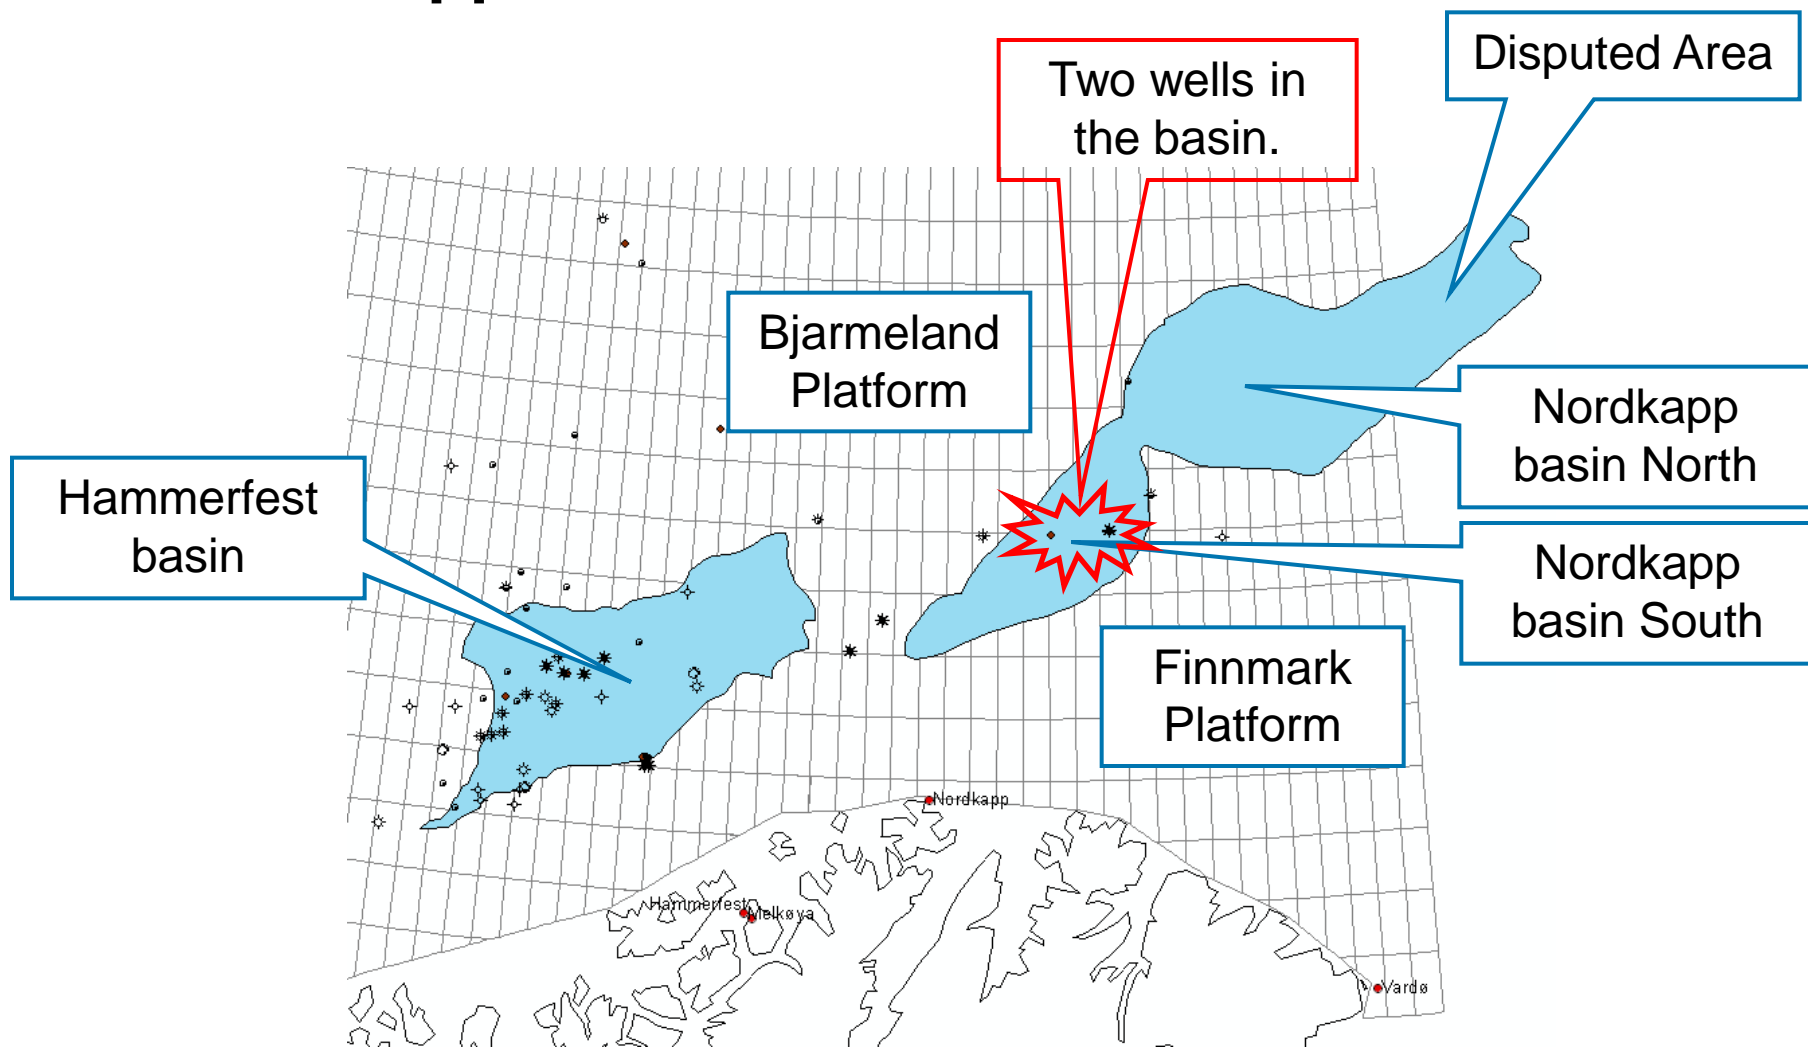 Two wells in
the basin.
Disputed Area
Bjarmeland
Platform
Nordkapp
basin North
Hammerfest
basin
Nordkapp
basin South
Finnmark
Platform
Nordkapp
Hammerfest
Melkøya
Vardø